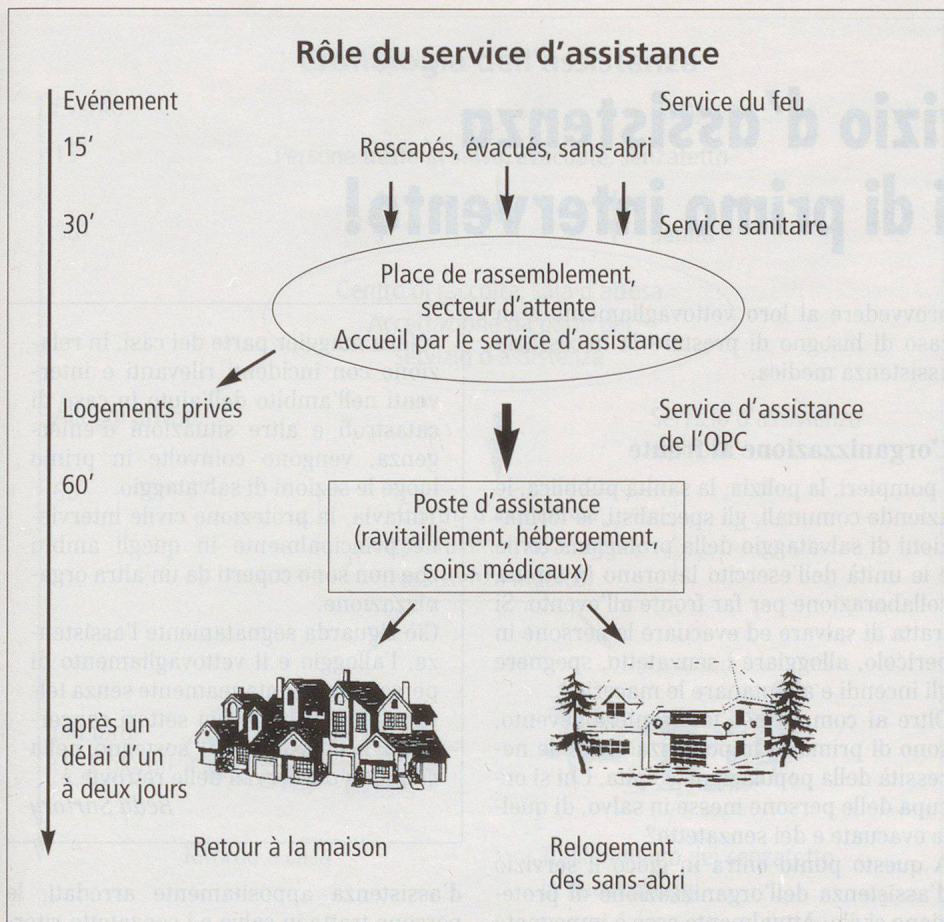 Rôle du service d'assistance
Evénement
Service du feu
15′
Rescapés, évacués, sans-abri
30′
Service sanitaire
Place de rassemblement,
secteur d'attente
Accueil par le service d'assistance
Logements privés
Service d'assistance
de l'OPC
60′
Poste d'assistance
(ravitaillement, hébergement,
soins médicaux)
après un
délai d'un
à deux jours
Retour à la maison
Relogement
des sans-abri